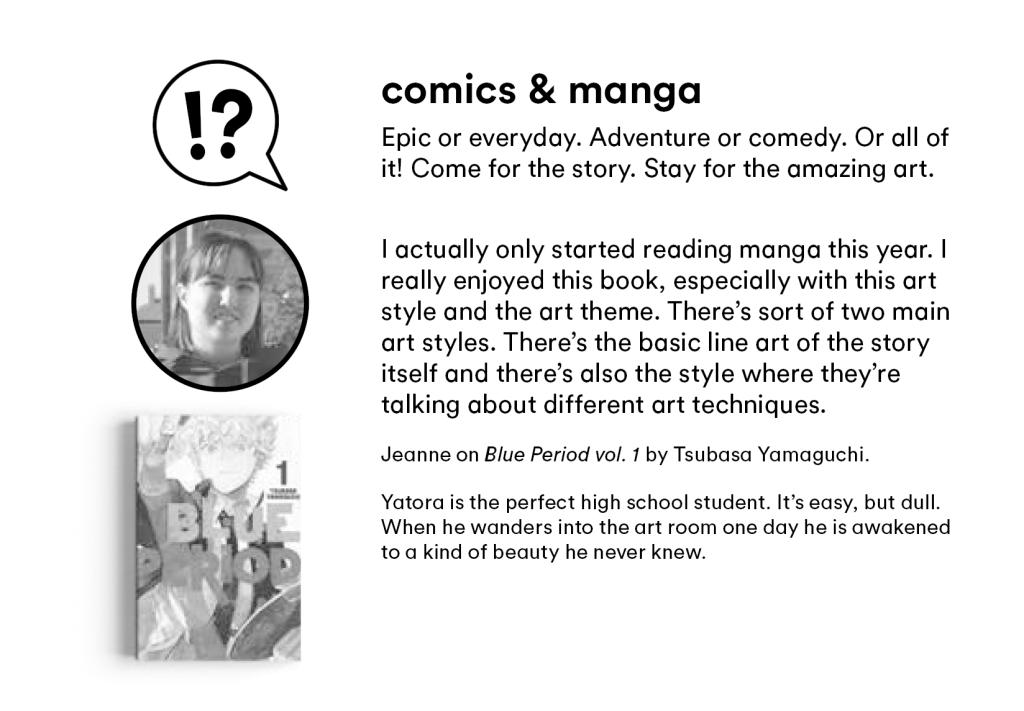 !?
comics & manga
Epic or everyday. Adventure or comedy. Or all of
it! Come for the story. Stay for the amazing art.
I actually only started reading manga this year. I
really enjoyed this book, especially with this art
style and the art theme. There’s sort of two main
art styles. There’s the basic line art of the story
itself and there’s also the style where they’re
talking about different art techniques.
Jeanne on Blue Period vol. 1 by Tsubasa Yamaguchi.
Yatora is the perfect high school student. It’s easy, but dull.
When he wanders into the art room one day he is awakened
to a kind of beauty he never knew.
1
TSUBASA
YAMAGUCHI
BLUE
PERIOD